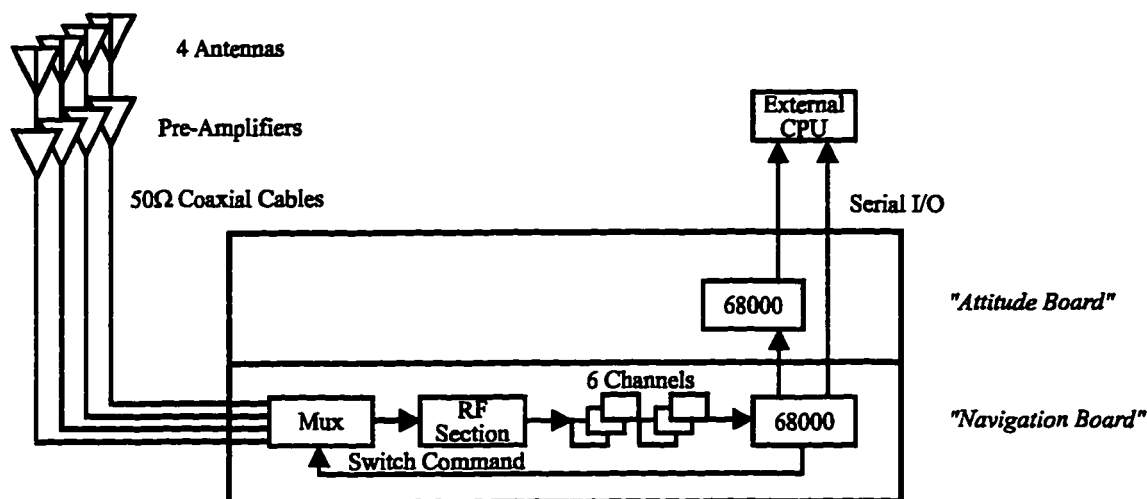 4 Antennas
Pre-Amplifiers
50Ω Coaxial Cables
External
CPU
Serial I/O
68000
"Attitude Board"
6 Channels
Mux
RF
Section
68000
"Navigation Board"
Switch Command